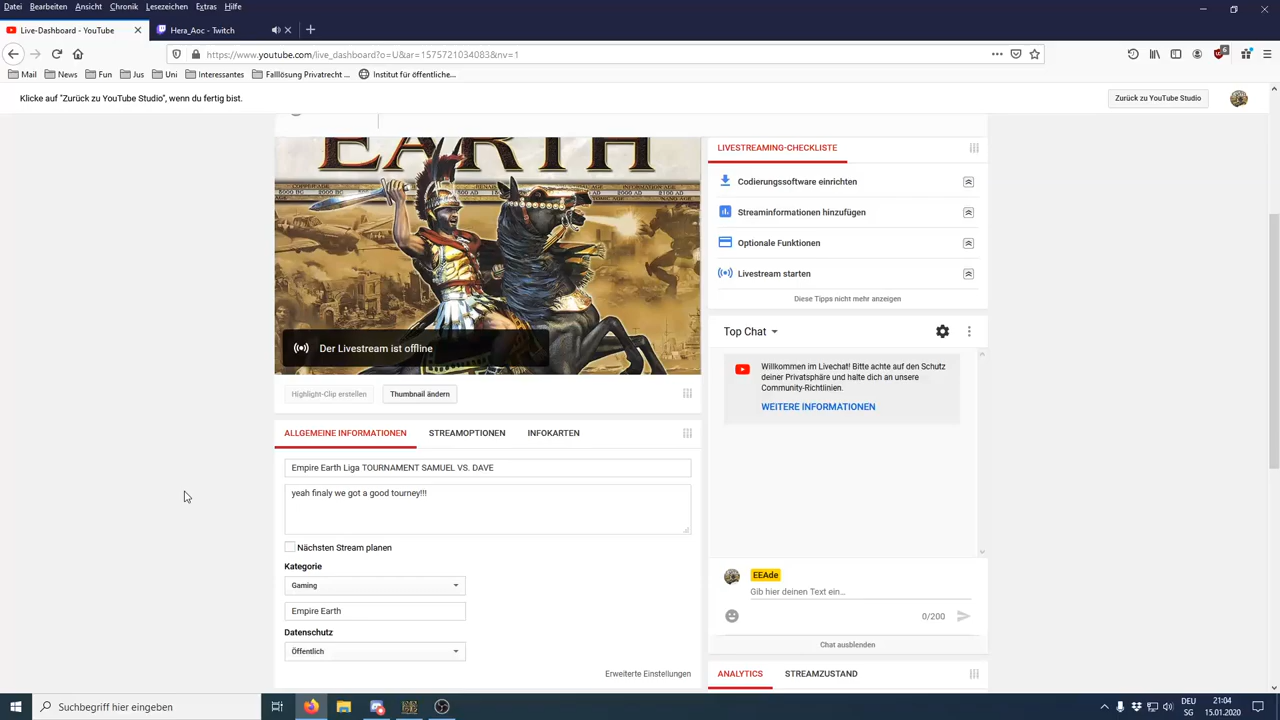 Datei Bearbeiten Ansicht Chronik Lesezeichen Extras Hilfe
Live-Dashboard - YouTube
Hera_Aoc - Twitch
https://www.youtube.com/live_dashboard?o=U&ar=1575721034083&nv=1
6
Mail News Fun Jus Uni Interessantes Falllösung Privatrecht ... Institut für öffentliche...
Klicke auf "Zurück zu YouTube Studio", wenn du fertig bist.
Zurück zu YouTube Studio
EARTH
Der Livestream ist offline
Highlight-Clip erstellen
Thumbnail ändern
ALLGEMEINE INFORMATIONEN
STREAMOPTIONEN
INFOKARTEN
Empire Earth Liga TOURNAMENT SAMUEL VS. DAVE
yeah finaly we got a good tourney!!!
Nächsten Stream planen
Kategorie
Gaming
Empire Earth
Datenschutz
Öffentlich
Erweiterte Einstellungen
LIVESTREAMING-CHECKLISTE
Codierungssoftware einrichten
Streaminformationen hinzufügen
Optionale Funktionen
Livestream starten
Diese Tipps nicht mehr anzeigen
Top Chat
Willkommen im Livechat! Bitte achte auf den Schutz
deiner Privatsphäre und halte dich an unsere
Community-Richtlinien.
WEITERE INFORMATIONEN
EEAde
Gib hier deinen Text ein...
0/200
Chat ausblenden
ANALYTICS
STREAMZUSTAND
Suchbegriff hier eingeben
DEU
SG
21:04
15.01.2020